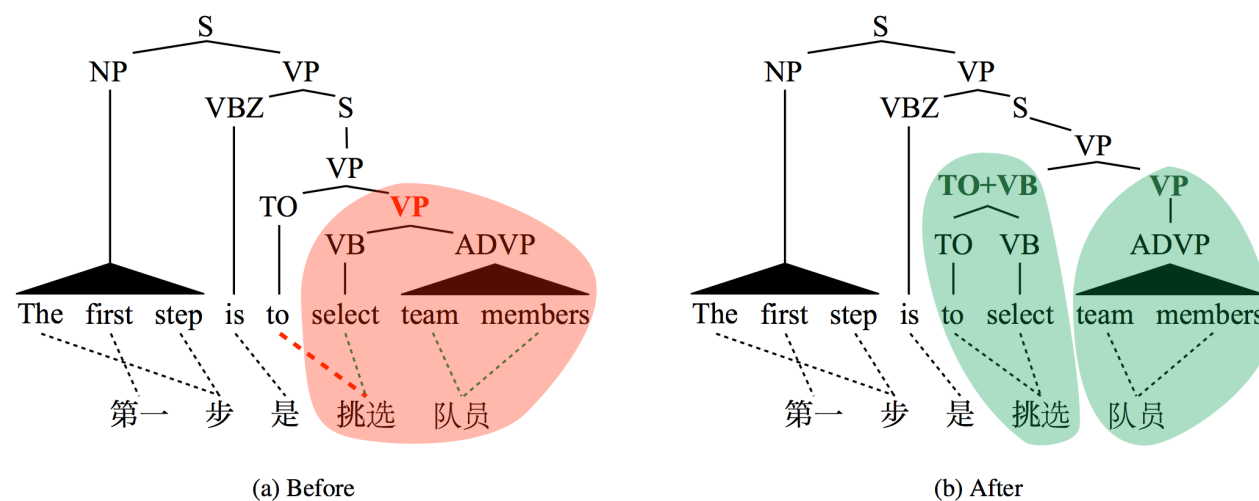 S
NP VP
VBZ S
VP
TO VP
VB ADVP
The first step is to select team members
第一 步 是 挑选 队员
(a) Before
S
NP VP
VBZ S
VP
TO+VB VP
TO VB ADVP
The first step is to select team members
第一 步 是 挑选 队员
(b) After